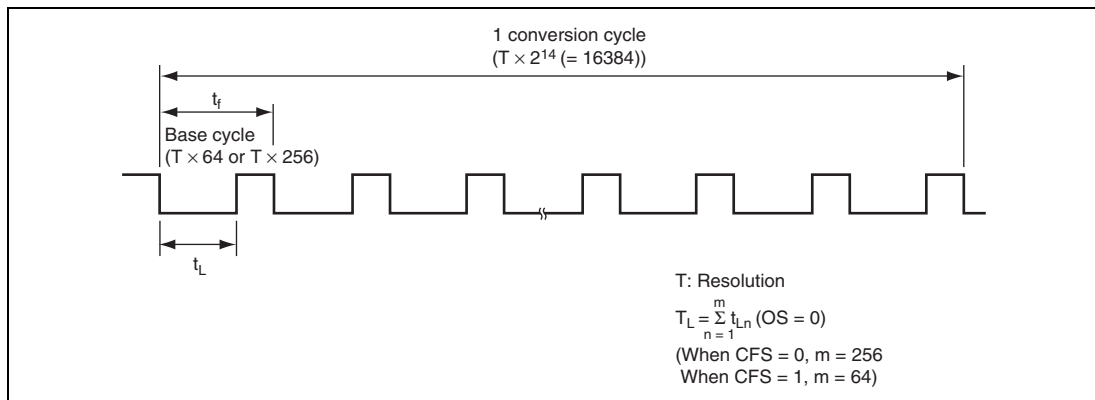 1 conversion cycle
(T × 2¹⁴ (= 16384))
t_f
Base cycle
(T × 64 or T × 256)
t_L
T: Resolution
m
T_L = Σ t_Ln (OS = 0)
n = 1
(When CFS = 0, m = 256
When CFS = 1, m = 64)